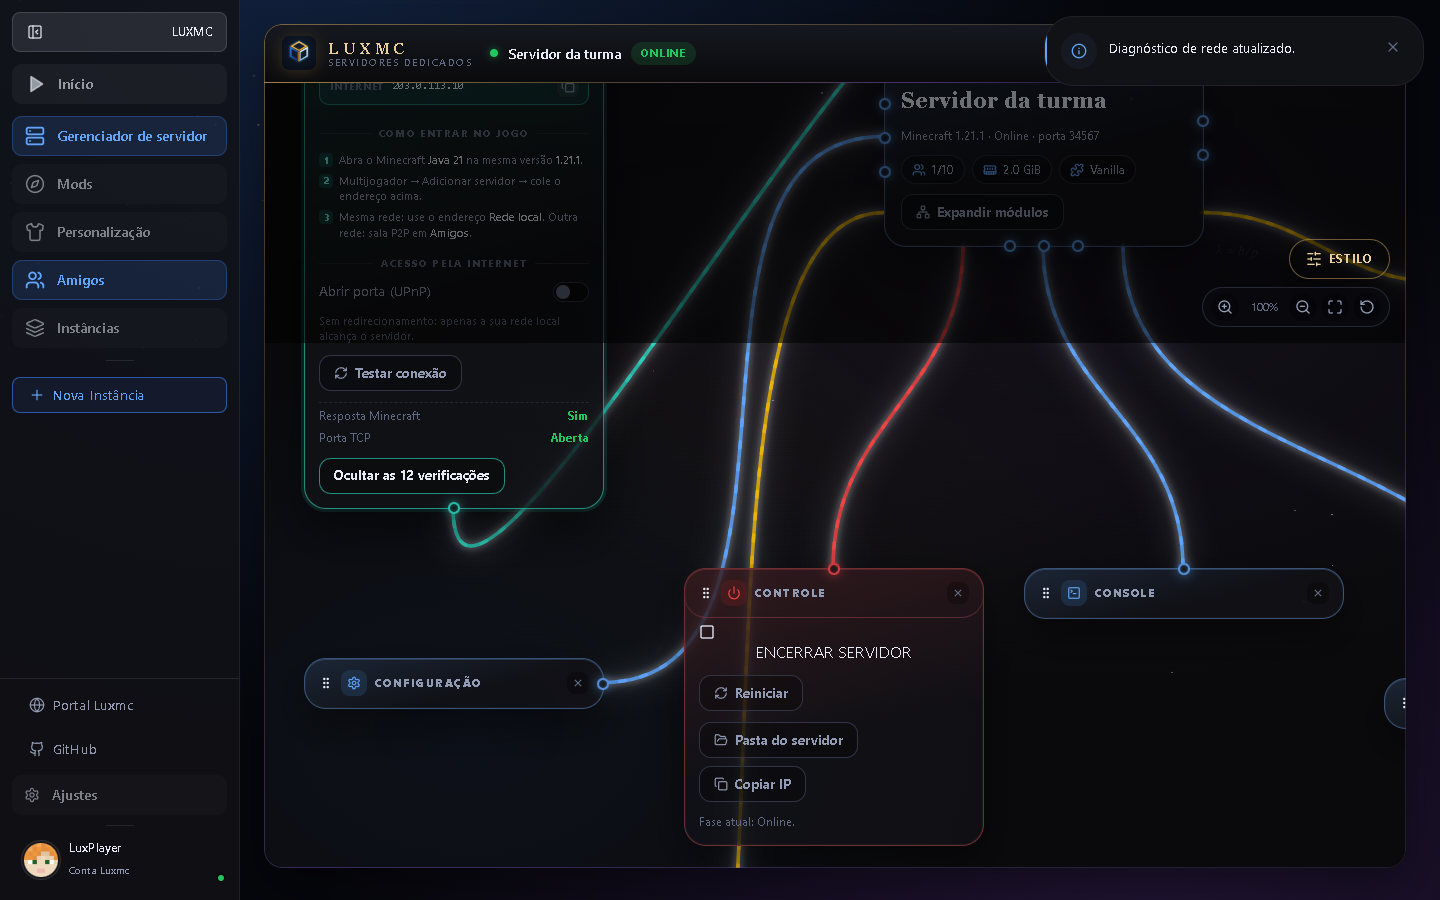 LUXMC
Início
Gerenciador de servidor
Mods
Personalização
Amigos
Instâncias
Nova Instância
Portal Luxmc
GitHub
Ajustes
LuxPlayer
Conta Luxmc
LUXMC
SERVIDORES DEDICADOS
Servidor da turma
ONLINE
Diagnóstico de rede atualizado.
INTERNET 203.0.113.10
COMO ENTRAR NO JOGO
1 Abra o Minecraft Java 21 na mesma versão 1.21.1.
2 Multijogador → Adicionar servidor → cole o
endereço acima.
3 Mesma rede: use o endereço Rede local. Outra
rede: sala P2P em Amigos.
ACESSO PELA INTERNET
Abrir porta (UPnP)
Sem redirecionamento: apenas a sua rede local
alcança o servidor.
Testar conexão
Resposta Minecraft Sim
Porta TCP Aberta
Ocultar as 12 verificações
Servidor da turma
Minecraft 1.21.1 · Online · porta 34567
1/10
2.0 GiB
Vanilla
Expandir módulos
ESTILO
100%
CONFIGURAÇÃO
CONTROLE
ENCERRAR SERVIDOR
Reiniciar
Pasta do servidor
Copiar IP
Fase atual: Online.
CONSOLE